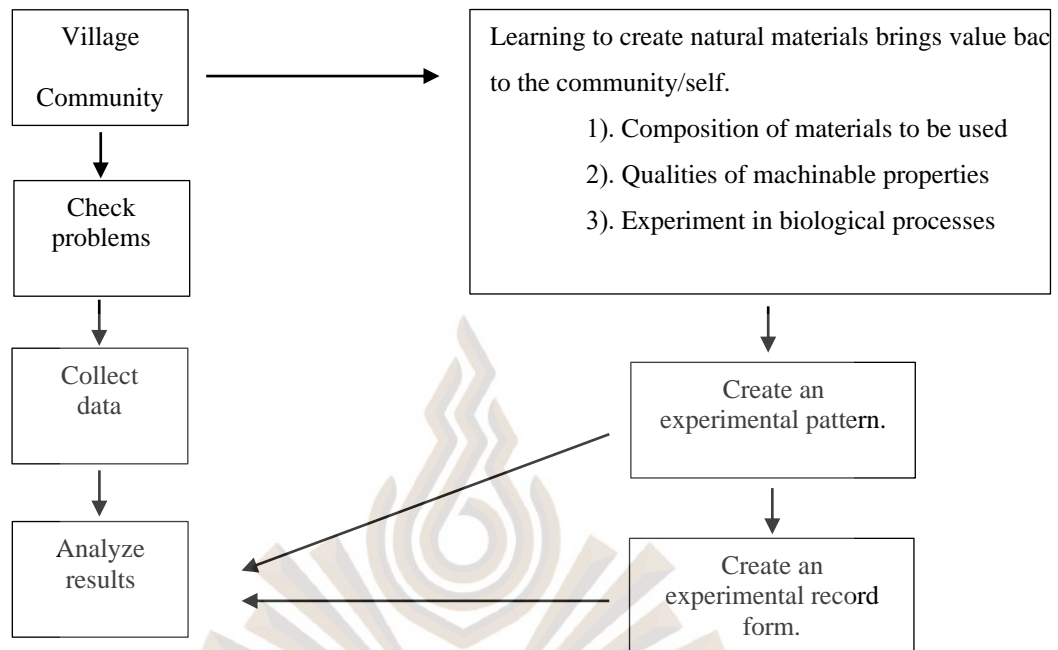 Village
Community
Learning to create natural materials brings value bac
to the community/self.
1). Composition of materials to be used
2). Qualities of machinable properties
3). Experiment in biological processes
Check
problems
Collect
data
Create an
experimental pattern.
Analyze
results
Create an
experimental record
form.